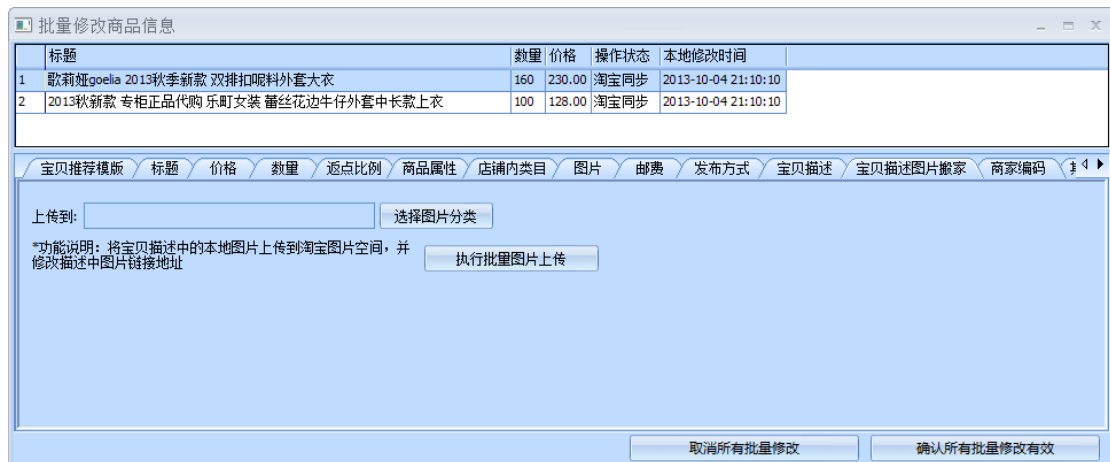 批量修改商品信息
标题 数量 价格 操作状态 本地修改时间
1 歌莉娅goelia 2013秋季新款 双排扣呢料外套大衣 160 230.00 淘宝同步 2013-10-04 21:10:10
2 2013秋新款 专柜正品代购 乐町女装 蕾丝花边牛仔外套中长款上衣 100 128.00 淘宝同步 2013-10-04 21:10:10
宝贝推荐模版 标题 价格 数量 返点比例 商品属性 店铺内类目 图片 邮费 发布方式 宝贝描述 宝贝描述图片搬家 商家编码
上传到: 选择图片分类
*功能说明：将宝贝描述中的本地图片上传到淘宝图片空间，并
修改描述中图片链接地址
执行批量图片上传
取消所有批量修改 确认所有批量修改有效